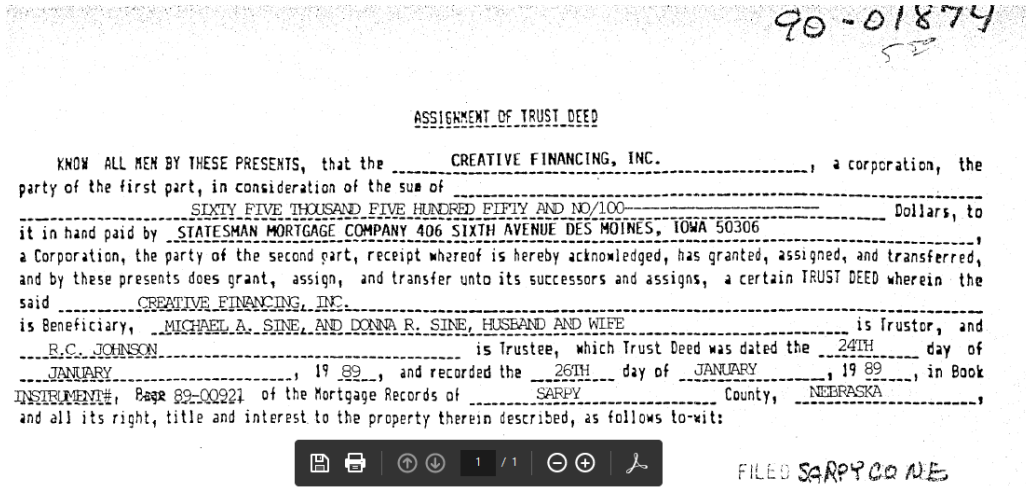 90-01874
ASSIGNMENT OF TRUST DEED
KNOW ALL MEN BY THESE PRESENTS, that the CREATIVE FINANCING, INC., a corporation, the
party of the first part, in consideration of the sum of
SIXTY FIVE THOUSAND FIVE HUNDRED FIFTY AND NO/100 Dollars, to
it in hand paid by STATESMAN MORTGAGE COMPANY 406 SIXTH AVENUE DES MOINES, IOWA 50306,
a Corporation, the party of the second part, receipt whereof is hereby acknowledged, has granted, assigned, and transferred,
and by these presents does grant, assign, and transfer unto its successors and assigns, a certain TRUST DEED wherein the
said CREATIVE FINANCING, INC.
is Beneficiary, MICHAEL A. SINE, AND DONNA R. SINE, HUSBAND AND WIFE is Trustor, and
R.C. JOHNSON is Trustee, which Trust Deed was dated the 24TH day of
JANUARY, 19 89, and recorded the 26TH day of JANUARY, 19 89, in Book
INSTRUMENT#, Page 89-00921 of the Mortgage Records of SARPY County, NEBRASKA,
and all its right, title and interest to the property therein described, as follows to-wit:
1 / 1
FILED SARPY CO NE